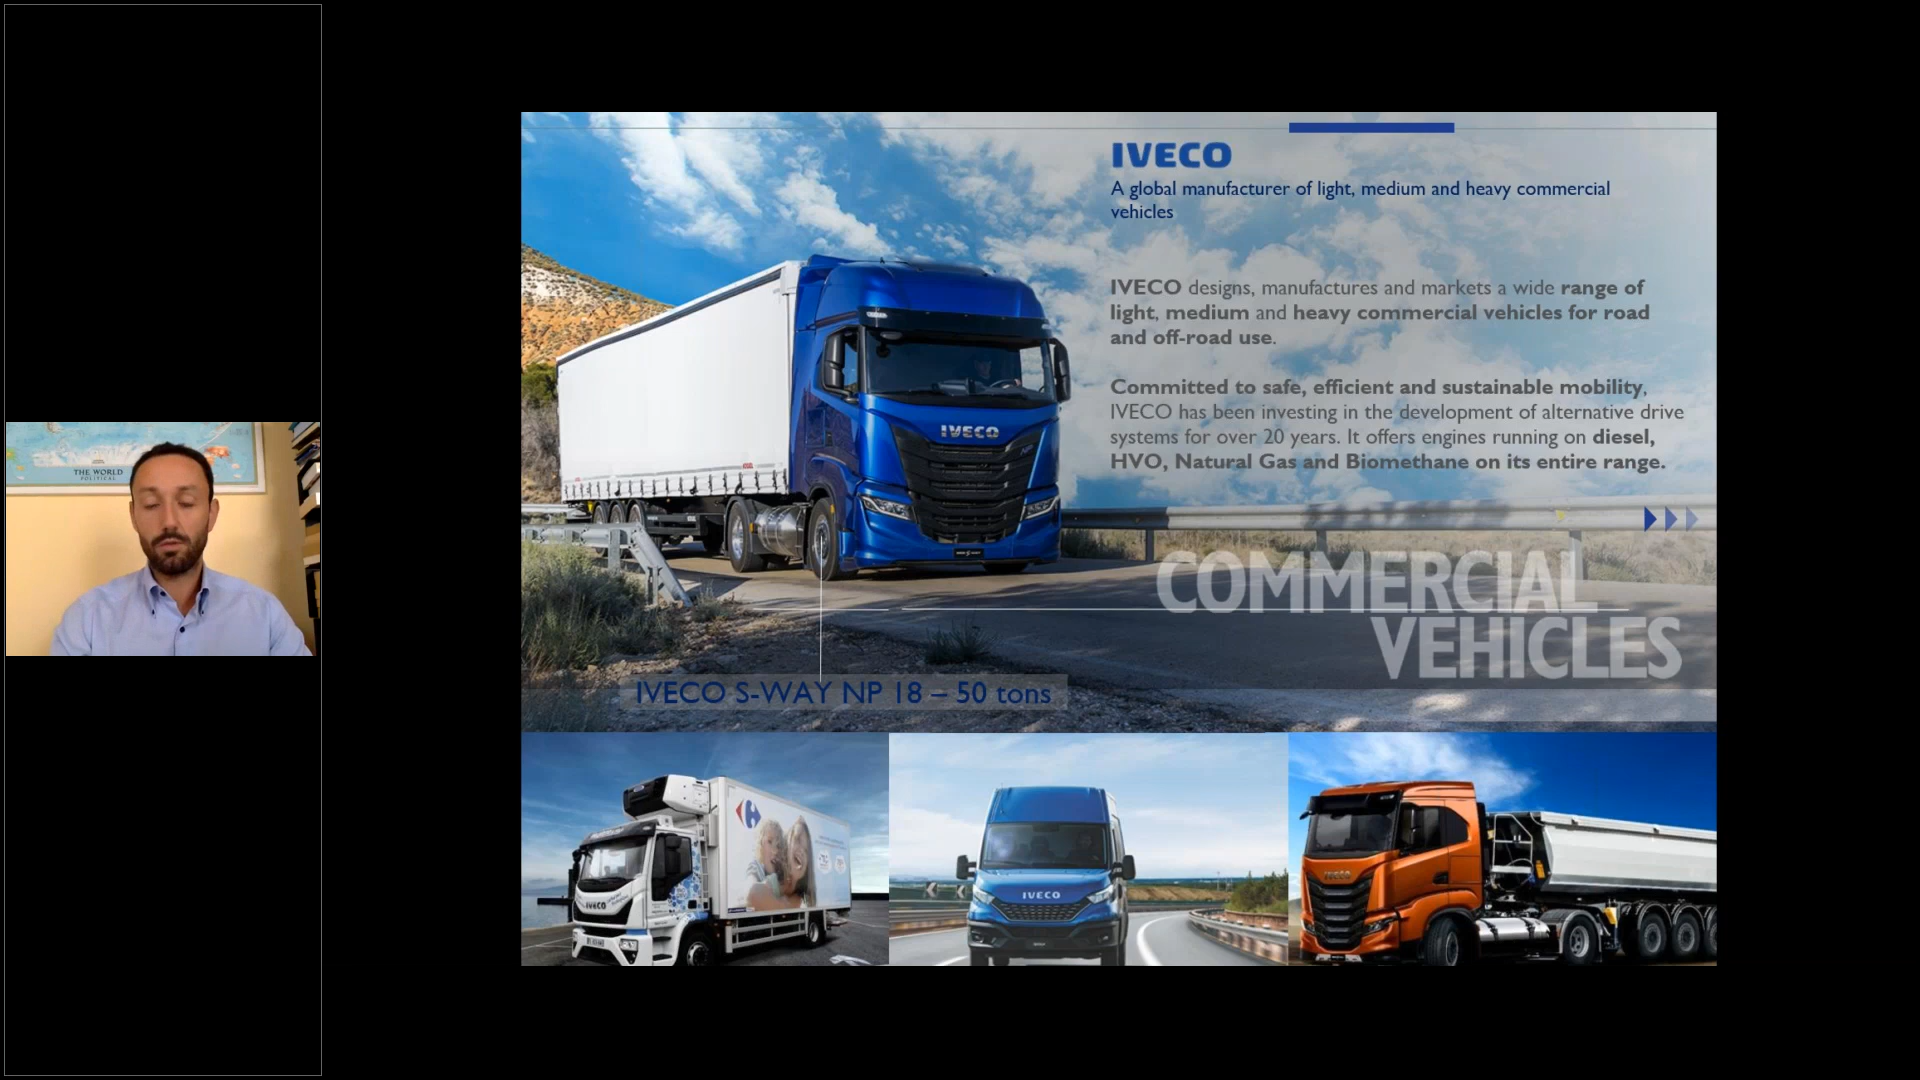 THE WORLD
POLITICAL
IVECO
A global manufacturer of light, medium and heavy commercial
vehicles
IVECO designs, manufactures and markets a wide range of
light, medium and heavy commercial vehicles for road
and off-road use.
Committed to safe, efficient and sustainable mobility,
IVECO has been investing in the development of alternative drive
systems for over 20 years. It offers engines running on diesel,
HVO, Natural Gas and Biomethane on its entire range.
IVECO
NP
COMMERCIAL
VEHICLES
IVECO S-WAY NP 18 – 50 tons
IVECO
IVECO
IVECO